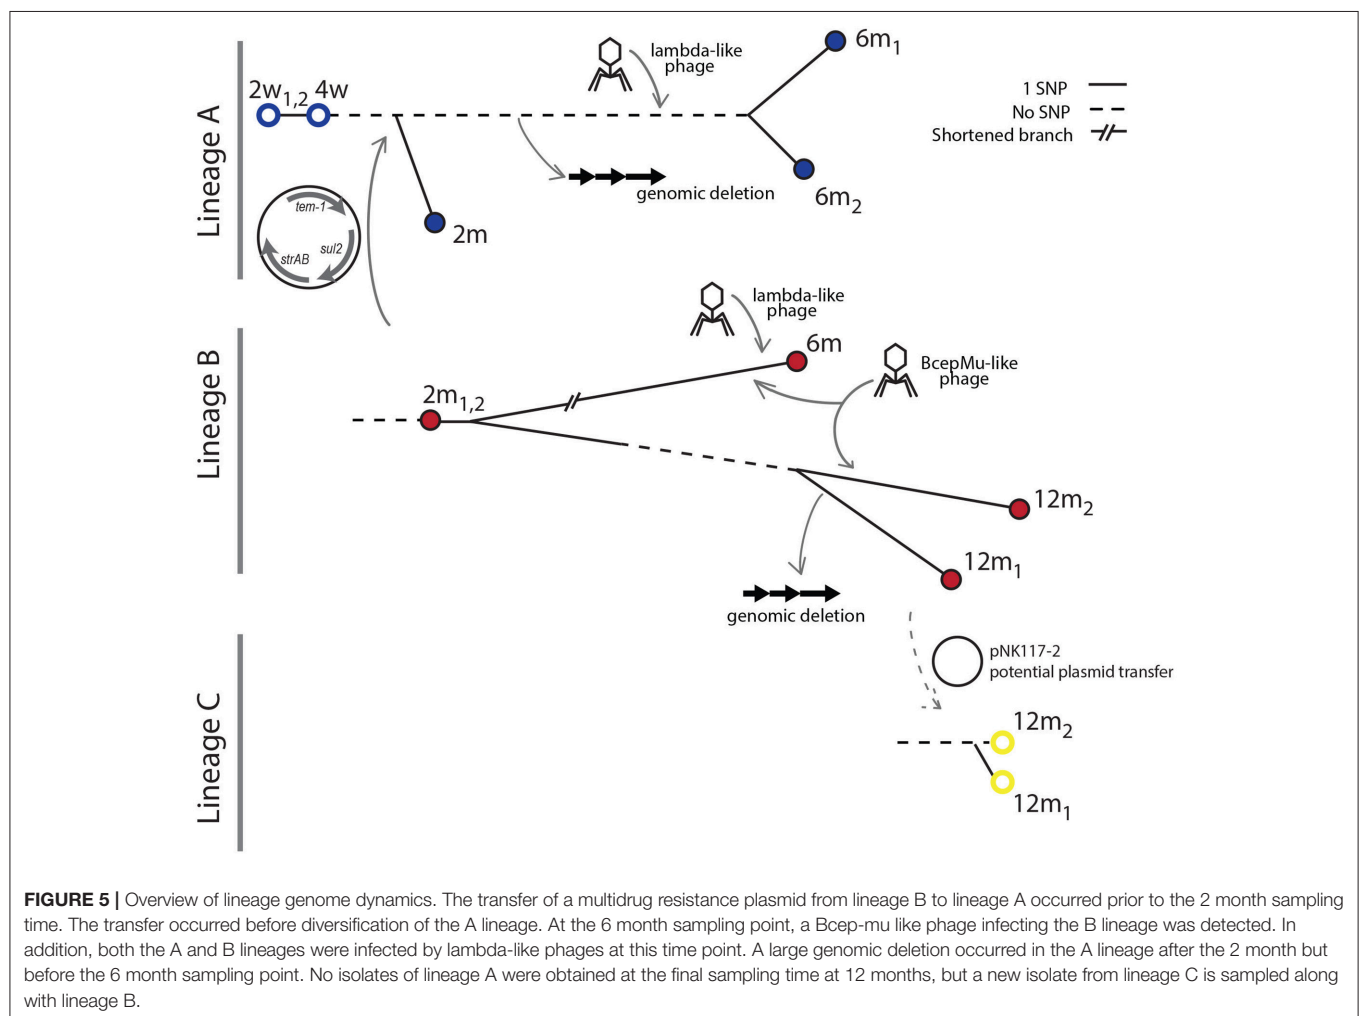 Lineage A
2w1,2
4w
lambda-like
phage
6m1
6m2
genomic deletion
2m
tem-1
sul2
strAB
1 SNP
No SNP
Shortened branch
Lineage B
2m1,2
lambda-like
phage
6m
BcepMu-like
phage
12m2
12m1
genomic deletion
Lineage C
pNK117-2
potential plasmid transfer
12m2
12m1
FIGURE 5 | Overview of lineage genome dynamics. The transfer of a multidrug resistance plasmid from lineage B to lineage A occurred prior to the 2 month sampling
time. The transfer occurred before diversification of the A lineage. At the 6 month sampling point, a Bcep-mu like phage infecting the B lineage was detected. In
addition, both the A and B lineages were infected by lambda-like phages at this time point. A large genomic deletion occurred in the A lineage after the 2 month but
before the 6 month sampling point. No isolates of lineage A were obtained at the final sampling time at 12 months, but a new isolate from lineage C is sampled along
with lineage B.